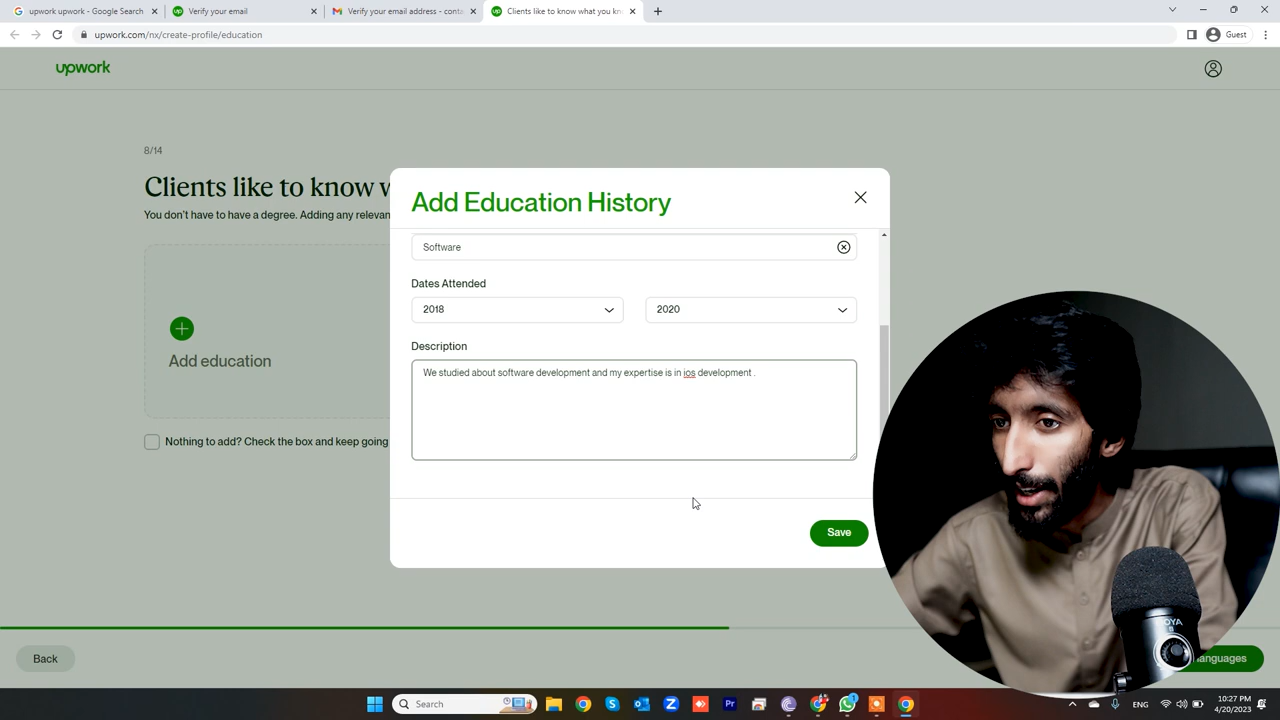 upwork upwork - Google Search
Verify your email
Verify your email address - conta
Clients like to know what you kn
upwork.com/nx/create-profile/education
Guest
upwork
8/14
Clients like to know w
You don't have to have a degree. Adding any relevan
Add education
Nothing to add? Check the box and keep going
Add Education History
Software
Dates Attended
2018
2020
Description
We studied about software development and my expertise is in ios development .
Save
Back
languages
BOYA
Search
ENG
10:27 PM
4/20/2023